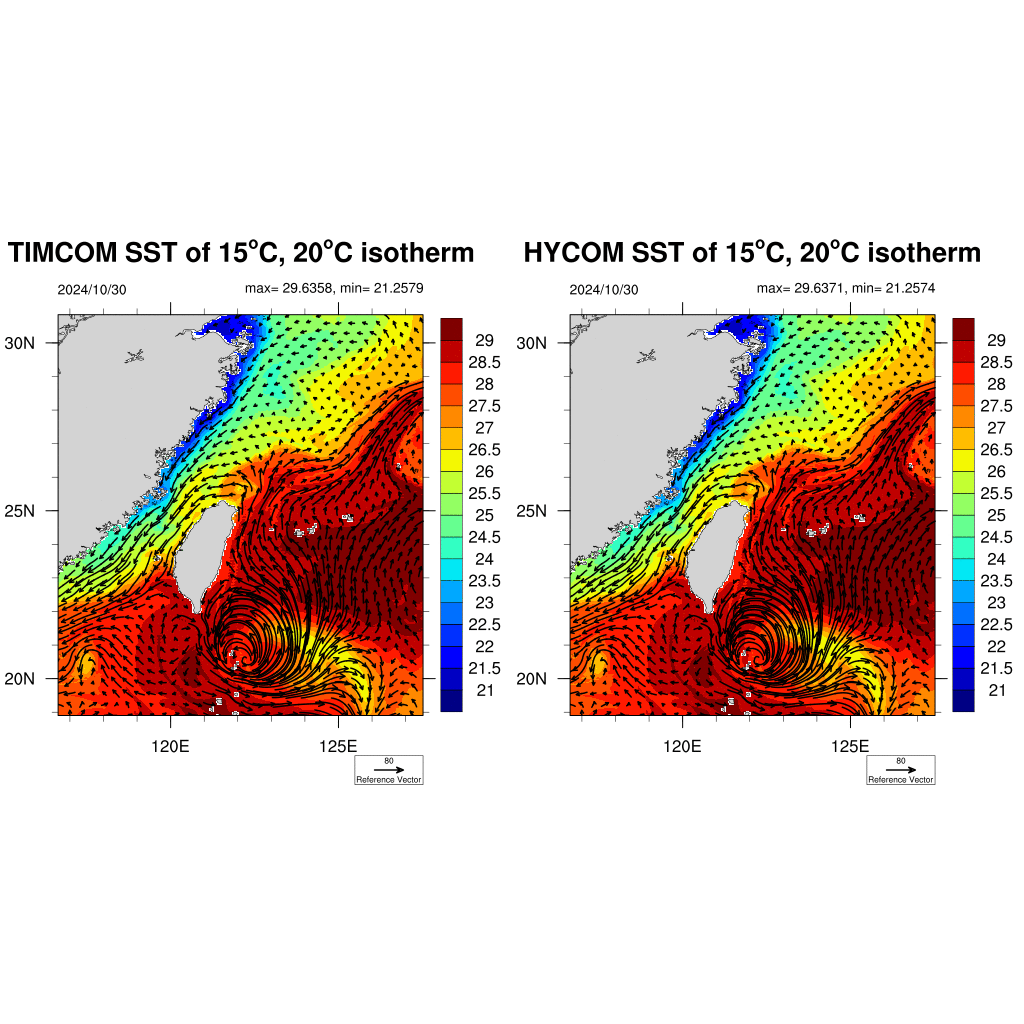 TIMCOM SST of 15°C, 20°C isotherm
2024/10/30
max= 29.6358, min= 21.2579
30N
25N
20N
120E
125E
29
28.5
28
27.5
27
26.5
26
25.5
25
24.5
24
23.5
23
22.5
22
21.5
21
80
Reference Vector
HYCOM SST of 15°C, 20°C isotherm
2024/10/30
max= 29.6371, min= 21.2574
30N
25N
20N
120E
125E
29
28.5
28
27.5
27
26.5
26
25.5
25
24.5
24
23.5
23
22.5
22
21.5
21
80
Reference Vector